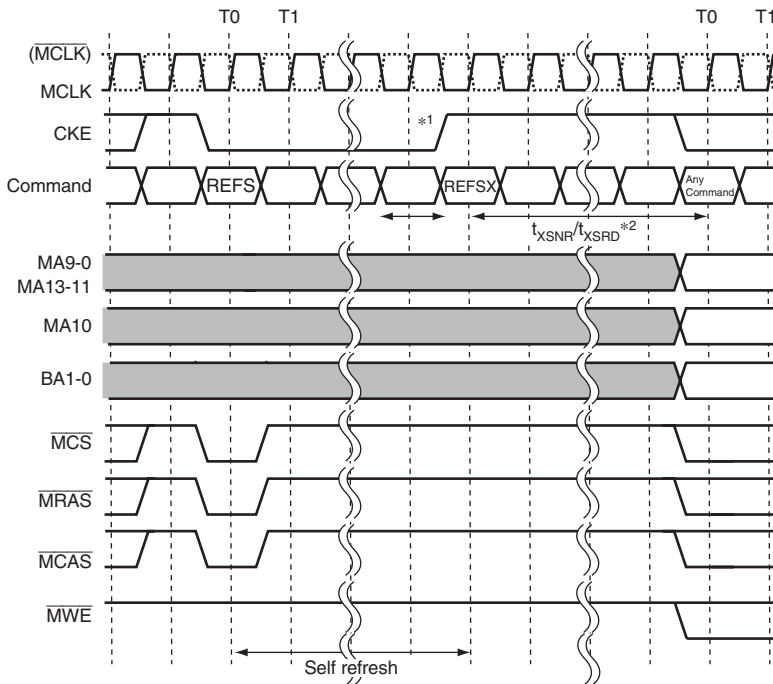 T0 T1 T0 T1
(MCLK)
MCLK
CKE
*1
Command
REFS
REFSX
Any
Command
tXSNR/tXSRD*2
MA9-0
MA13-11
MA10
BA1-0
MCS
MRAS
MCAS
MWE
Self refresh